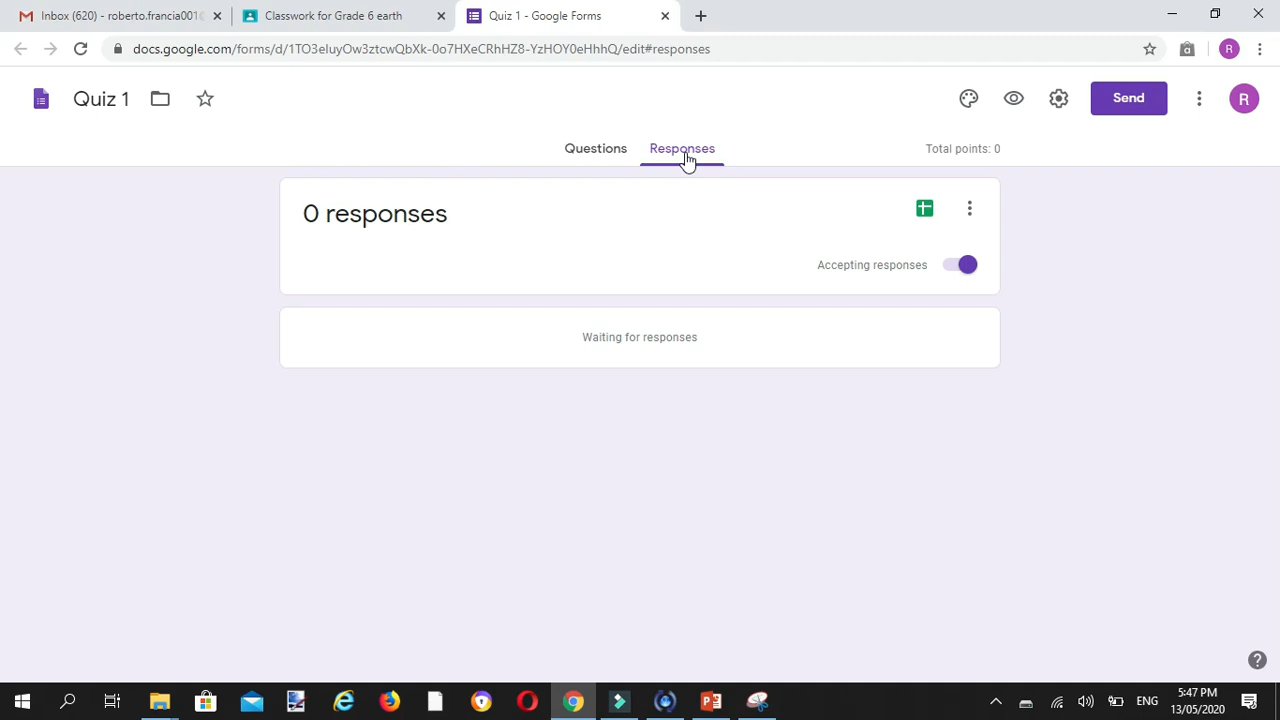 Inbox (620) - roberto.francia001@
Classwork for Grade 6 earth
Quiz 1 - Google Forms
docs.google.com/forms/d/1TO3eluyOw3ztcwQbXk-0o7HXeCRhHZ8-YzHOY0eHhhQ/edit#responses
R
Quiz 1
Send
R
Questions
Responses
Total points: 0
0 responses
Accepting responses
Waiting for responses
5:47 PM
ENG
13/05/2020